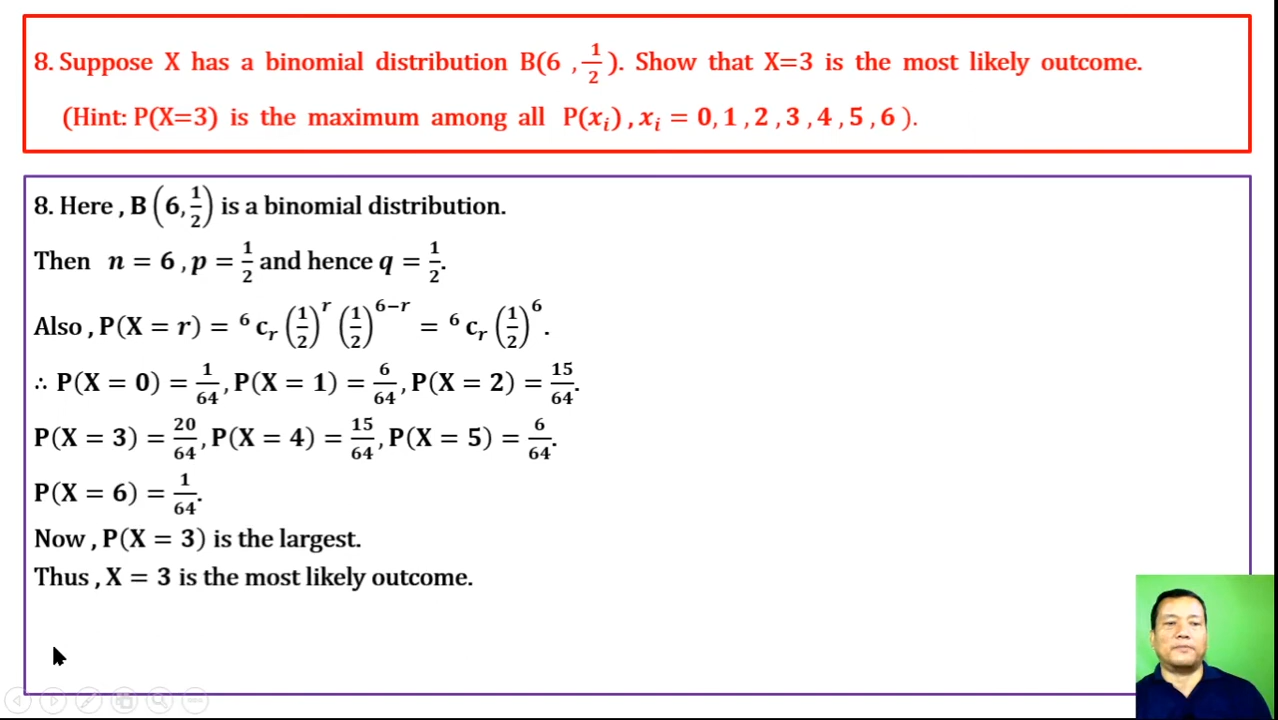 8. Suppose X has a binomial distribution B(6 , 1/2). Show that X=3 is the most likely outcome.
(Hint: P(X=3) is the maximum among all P(xᵢ) , xᵢ = 0, 1 , 2 , 3 , 4 , 5 , 6 ).
8. Here , B (6, 1/2) is a binomial distribution.
Then n = 6 , p = 1/2 and hence q = 1/2.
Also , P(X = r) = ⁶cᵣ (1/2)^r (1/2)^(6−r) = ⁶cᵣ (1/2)^6.
∴ P(X = 0) = 1/64 , P(X = 1) = 6/64 , P(X = 2) = 15/64.
P(X = 3) = 20/64 , P(X = 4) = 15/64 , P(X = 5) = 6/64.
P(X = 6) = 1/64.
Now , P(X = 3) is the largest.
Thus , X = 3 is the most likely outcome.